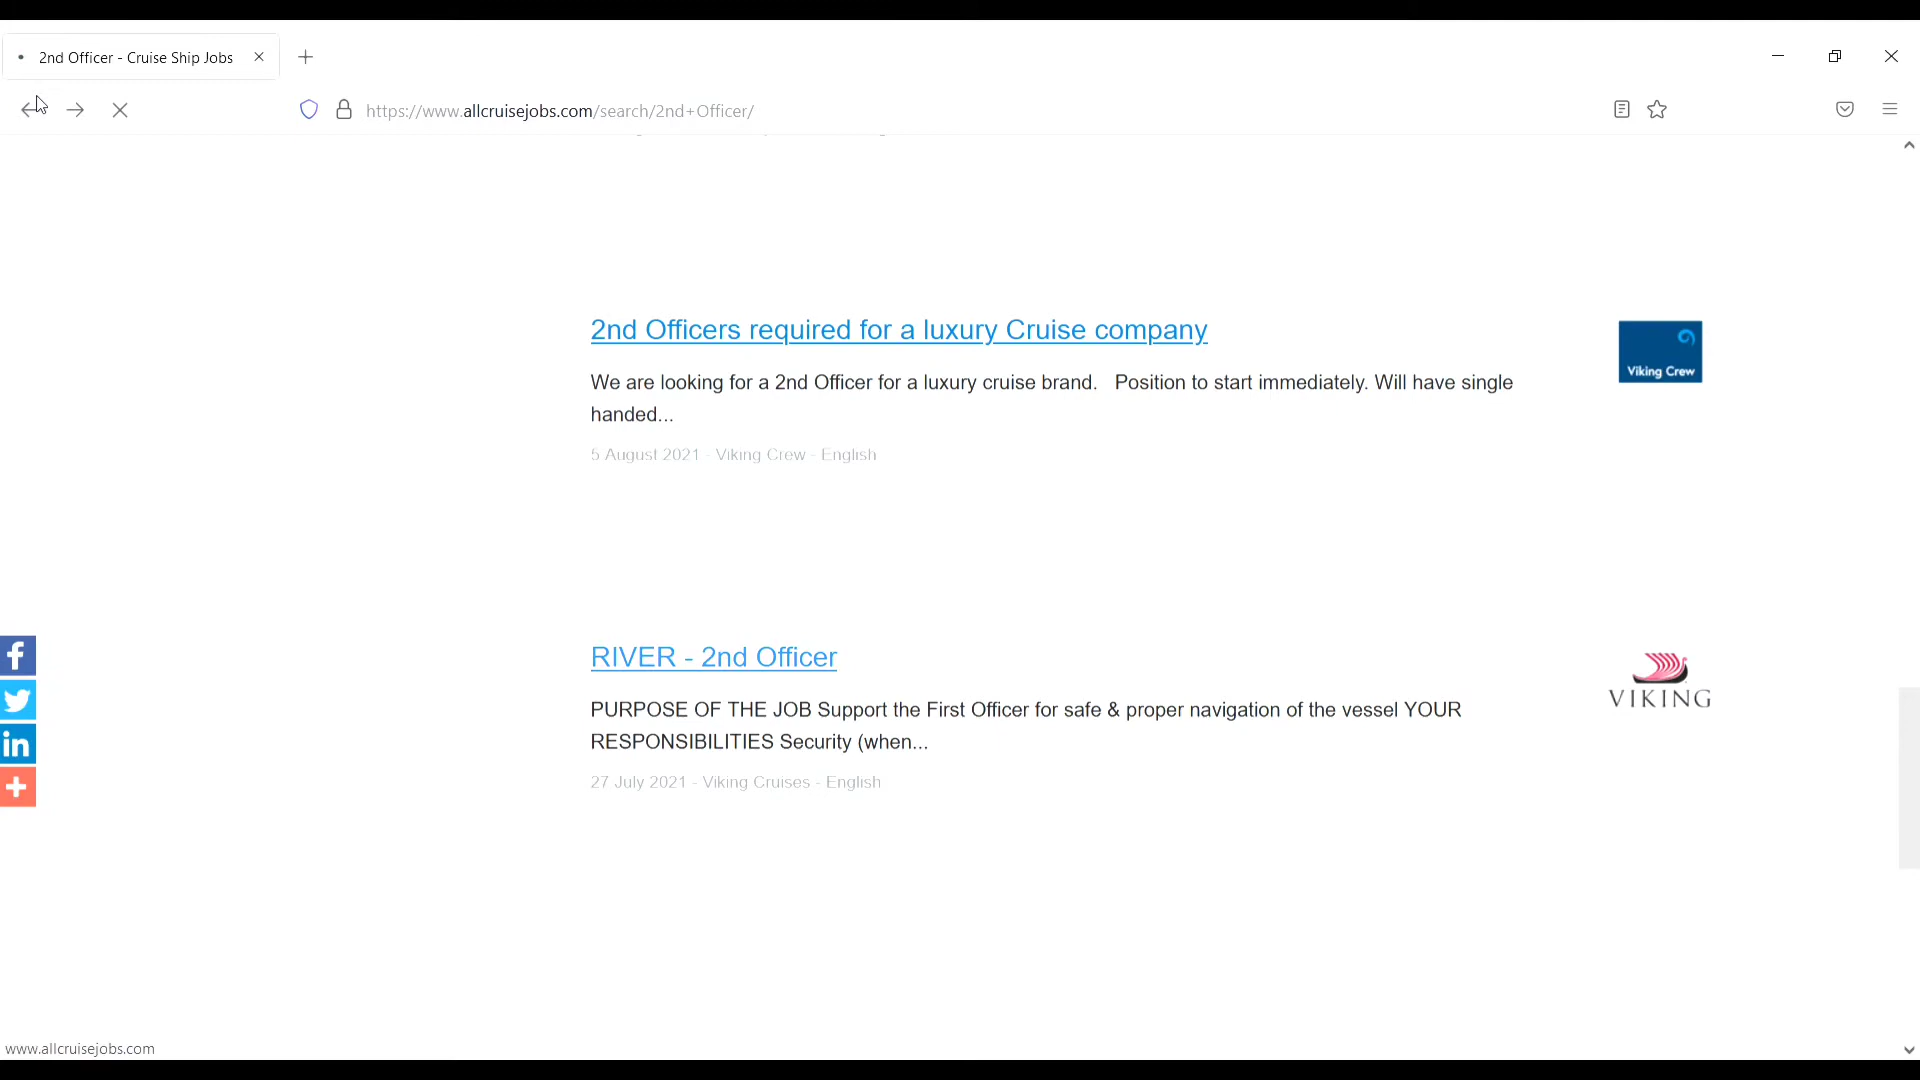 2nd Officer - Cruise Ship Jobs
https://www.allcruisejobs.com/search/2nd+Officer/
2nd Officers required for a luxury Cruise company
Viking Crew
We are looking for a 2nd Officer for a luxury cruise brand.   Position to start immediately. Will have single
handed...
5 August 2021 - Viking Crew - English
RIVER - 2nd Officer
VIKING
PURPOSE OF THE JOB Support the First Officer for safe & proper navigation of the vessel YOUR
RESPONSIBILITIES Security (when...
27 July 2021 - Viking Cruises - English
www.allcruisejobs.com